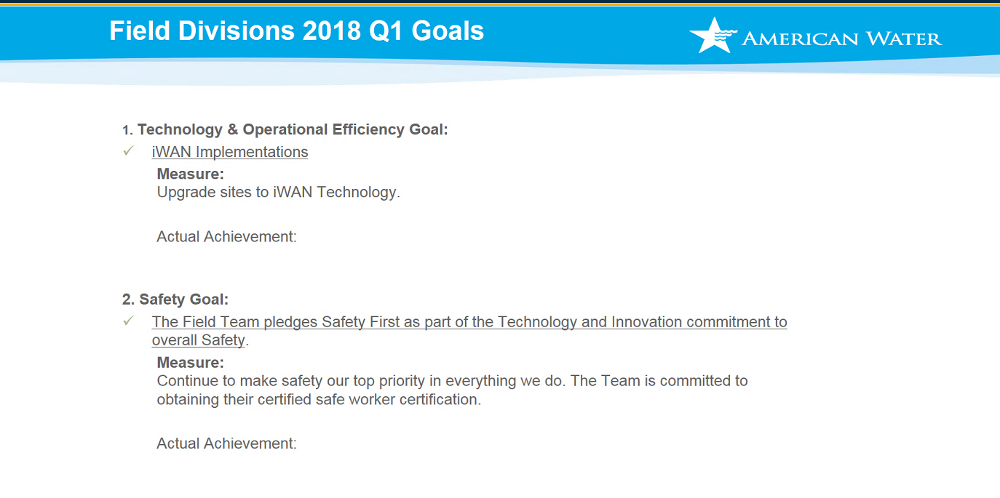 Field Divisions 2018 Q1 Goals
AMERICAN WATER
1. Technology & Operational Efficiency Goal:
✓ iWAN Implementations
Measure:
Upgrade sites to iWAN Technology.
Actual Achievement:
2. Safety Goal:
✓ The Field Team pledges Safety First as part of the Technology and Innovation commitment to
overall Safety.
Measure:
Continue to make safety our top priority in everything we do. The Team is committed to
obtaining their certified safe worker certification.
Actual Achievement: